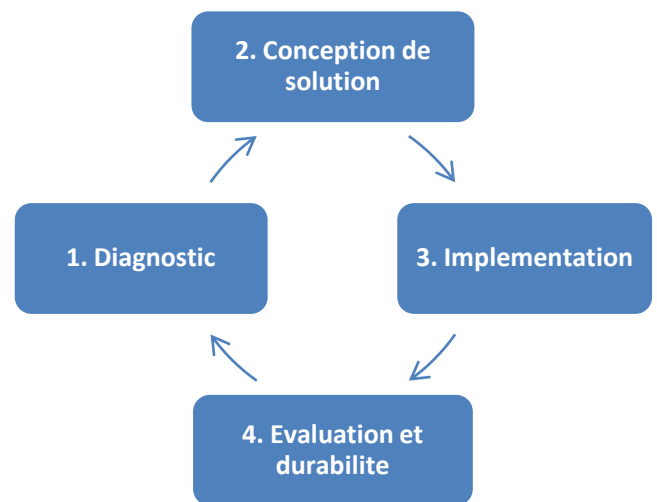 2. Conception de
solution
1. Diagnostic
3. Implementation
4. Evaluation et
durabilite